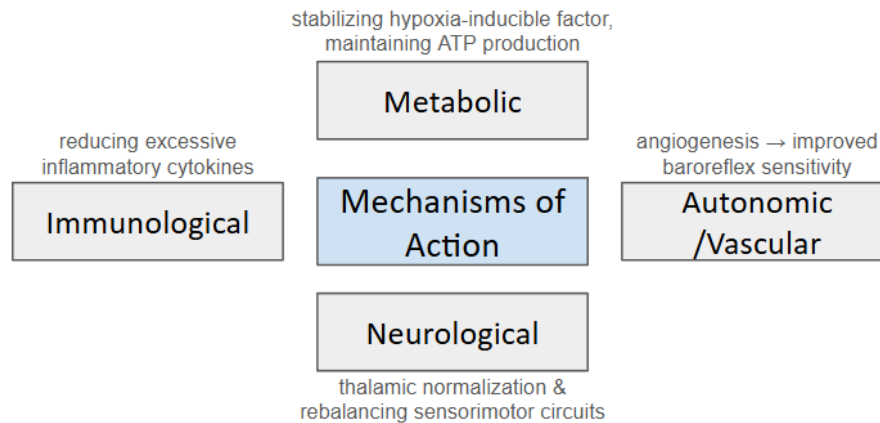 stabilizing hypoxia-inducible factor,
maintaining ATP production
Metabolic
reducing excessive
inflammatory cytokines
Immunological
Mechanisms of
Action
angiogenesis → improved
baroreflex sensitivity
Autonomic
/Vascular
Neurological
thalamic normalization &
rebalancing sensorimotor circuits